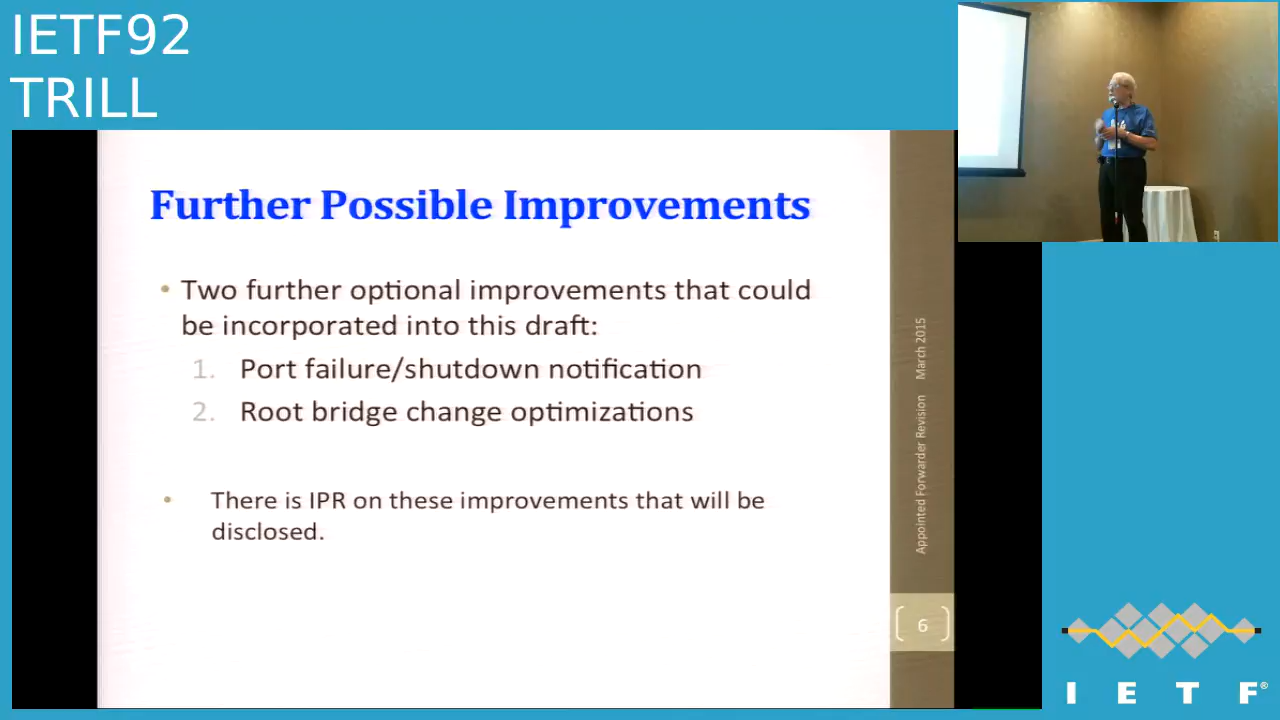 IETF92
TRILL
Further Possible Improvements
• Two further optional improvements that could
be incorporated into this draft:
1. Port failure/shutdown notification
2. Root bridge change optimizations
• There is IPR on these improvements that will be
disclosed.
Appointed Forwarder Revision March 2015
6
I E T F®